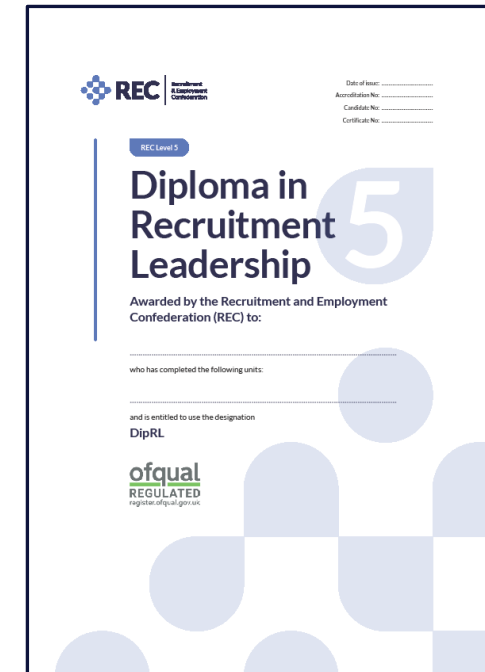 REC
Recruitment
& Employment
Confederation
Date of issue: ............................
Accreditation No: ............................
Candidate No: ............................
Certificate No: ............................
REC Level 5
5
Diploma in
Recruitment
Leadership
Awarded by the Recruitment and Employment
Confederation (REC) to:
who has completed the following units:
and is entitled to use the designation
DipRL
ofqual
REGULATED
register.ofqual.gov.uk